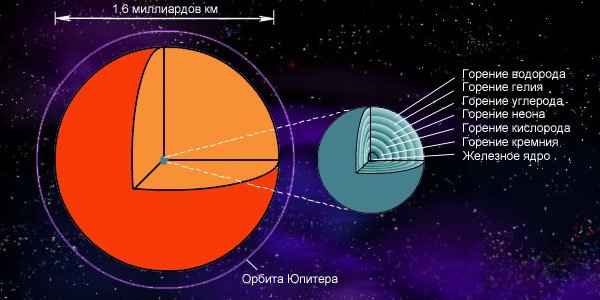 1,6 миллиардов км
Горение водорода
Горение гелия
Горение углерода
Горение неона
Горение кислорода
Горение кремния
Железное ядро
Орбита Юпитера